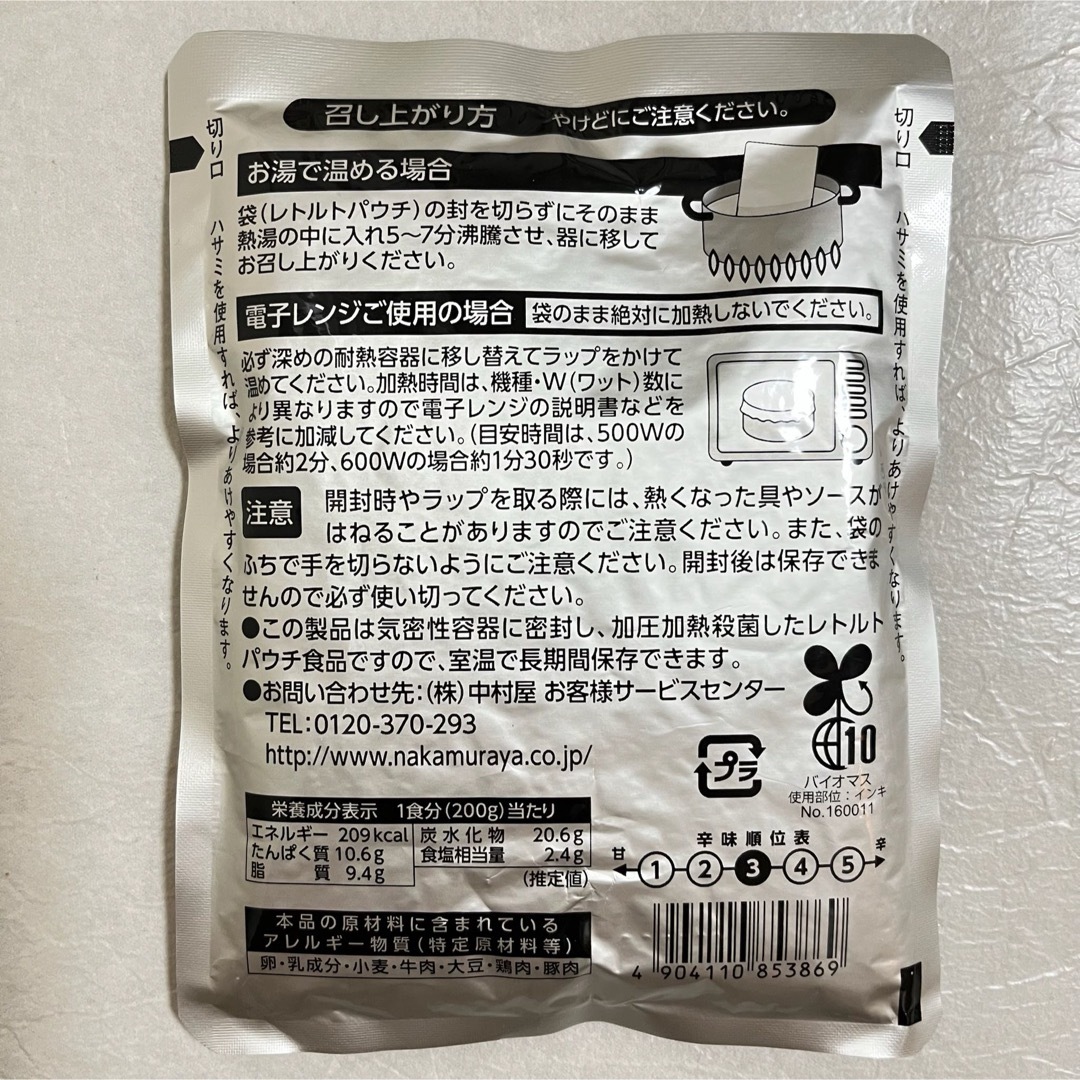 召し上がり方 やけどにご注意ください。
切り口
切り口
ハサミを使用すれば、よりあけやすくなります。
ハサミを使用すれば、よりあけやすくなります。
お湯で温める場合
袋(レトルトパウチ)の封を切らずにそのまま
熱湯の中に入れ5〜7分沸騰させ、器に移して
お召し上がりください。
電子レンジご使用の場合 袋のまま絶対に加熱しないでください。
必ず深めの耐熱容器に移し替えてラップをかけて
温めてください。加熱時間は、機種・W(ワット)数に
より異なりますので電子レンジの説明書などを
参考に加減してください。(目安時間は、500Wの
場合約2分、600Wの場合約1分30秒です。)
注意 開封時やラップを取る際には、熱くなった具やソースが
はねることがありますのでご注意ください。また、袋の
ふちで手を切らないようにご注意ください。開封後は保存できま
せんので必ず使い切ってください。
●この製品は気密性容器に密封し、加圧加熱殺菌したレトルト
パウチ食品ですので、室温で長期間保存できます。
●お問い合わせ先:(株)中村屋 お客様サービスセンター
TEL:0120-370-293
http://www.nakamuraya.co.jp/
プラ
10
バイオマス
使用部位:インキ
No.160011
栄養成分表示 1食分(200g)当たり
エネルギー 209kcal 炭水化物 20.6g
たんぱく質 10.6g 食塩相当量 2.4g
脂質 9.4g (推定値)
辛味順位表
甘 1 2 3 4 5 辛
本品の原材料に含まれている
アレルギー物質(特定原材料等)
卵・乳成分・小麦・牛肉・大豆・鶏肉・豚肉
4 904110 853869